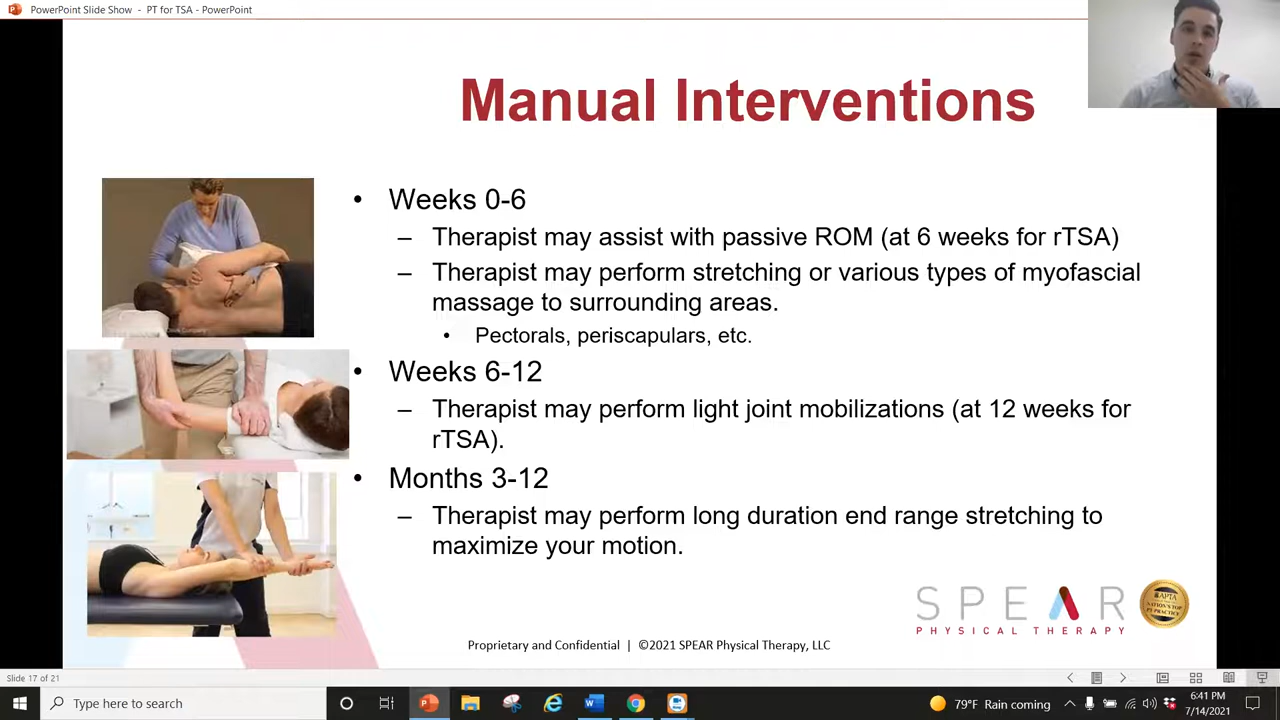 PowerPoint Slide Show - PT for TSA - PowerPoint
Manual Interventions
• Weeks 0-6
– Therapist may assist with passive ROM (at 6 weeks for rTSA)
– Therapist may perform stretching or various types of myofascial
massage to surrounding areas.
• Pectorals, periscapulars, etc.
• Weeks 6-12
– Therapist may perform light joint mobilizations (at 12 weeks for
rTSA).
• Months 3-12
– Therapist may perform long duration end range stretching to
maximize your motion.
SPEAR
PHYSICAL THERAPY
APTA
NATION'S TOP
PT PRACTICE
Proprietary and Confidential | ©2021 SPEAR Physical Therapy, LLC
Slide 17 of 21
Type here to search
79°F Rain coming
6:41 PM
7/14/2021